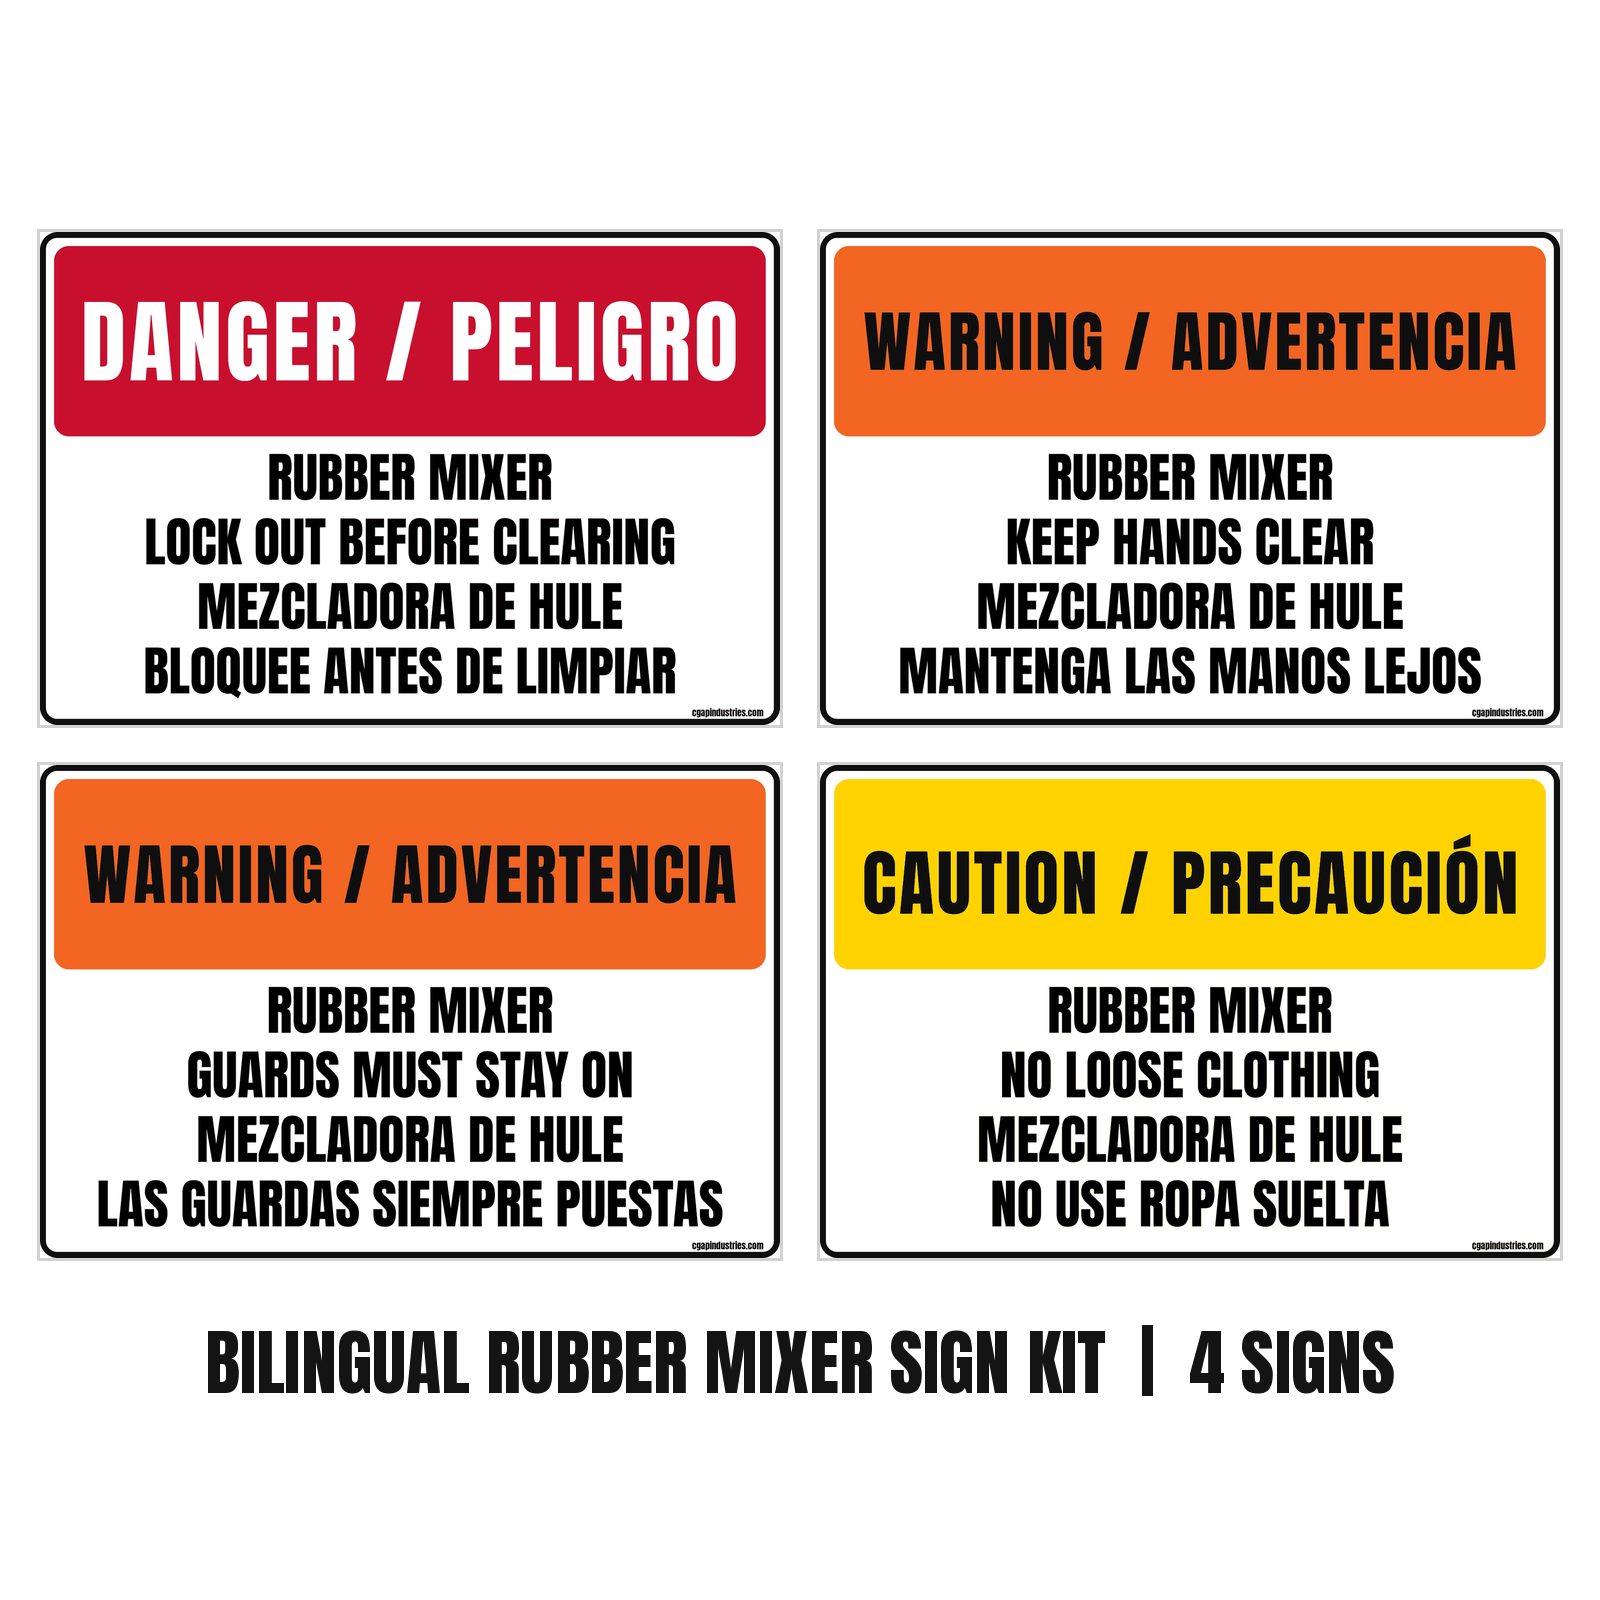 DANGER / PELIGRO
RUBBER MIXER
LOCK OUT BEFORE CLEARING
MEZCLADORA DE HULE
BLOQUEE ANTES DE LIMPIAR
cgapindustries.com
WARNING / ADVERTENCIA
RUBBER MIXER
KEEP HANDS CLEAR
MEZCLADORA DE HULE
MANTENGA LAS MANOS LEJOS
cgapindustries.com
WARNING / ADVERTENCIA
RUBBER MIXER
GUARDS MUST STAY ON
MEZCLADORA DE HULE
LAS GUARDAS SIEMPRE PUESTAS
cgapindustries.com
CAUTION / PRECAUCIÓN
RUBBER MIXER
NO LOOSE CLOTHING
MEZCLADORA DE HULE
NO USE ROPA SUELTA
cgapindustries.com
BILINGUAL RUBBER MIXER SIGN KIT | 4 SIGNS